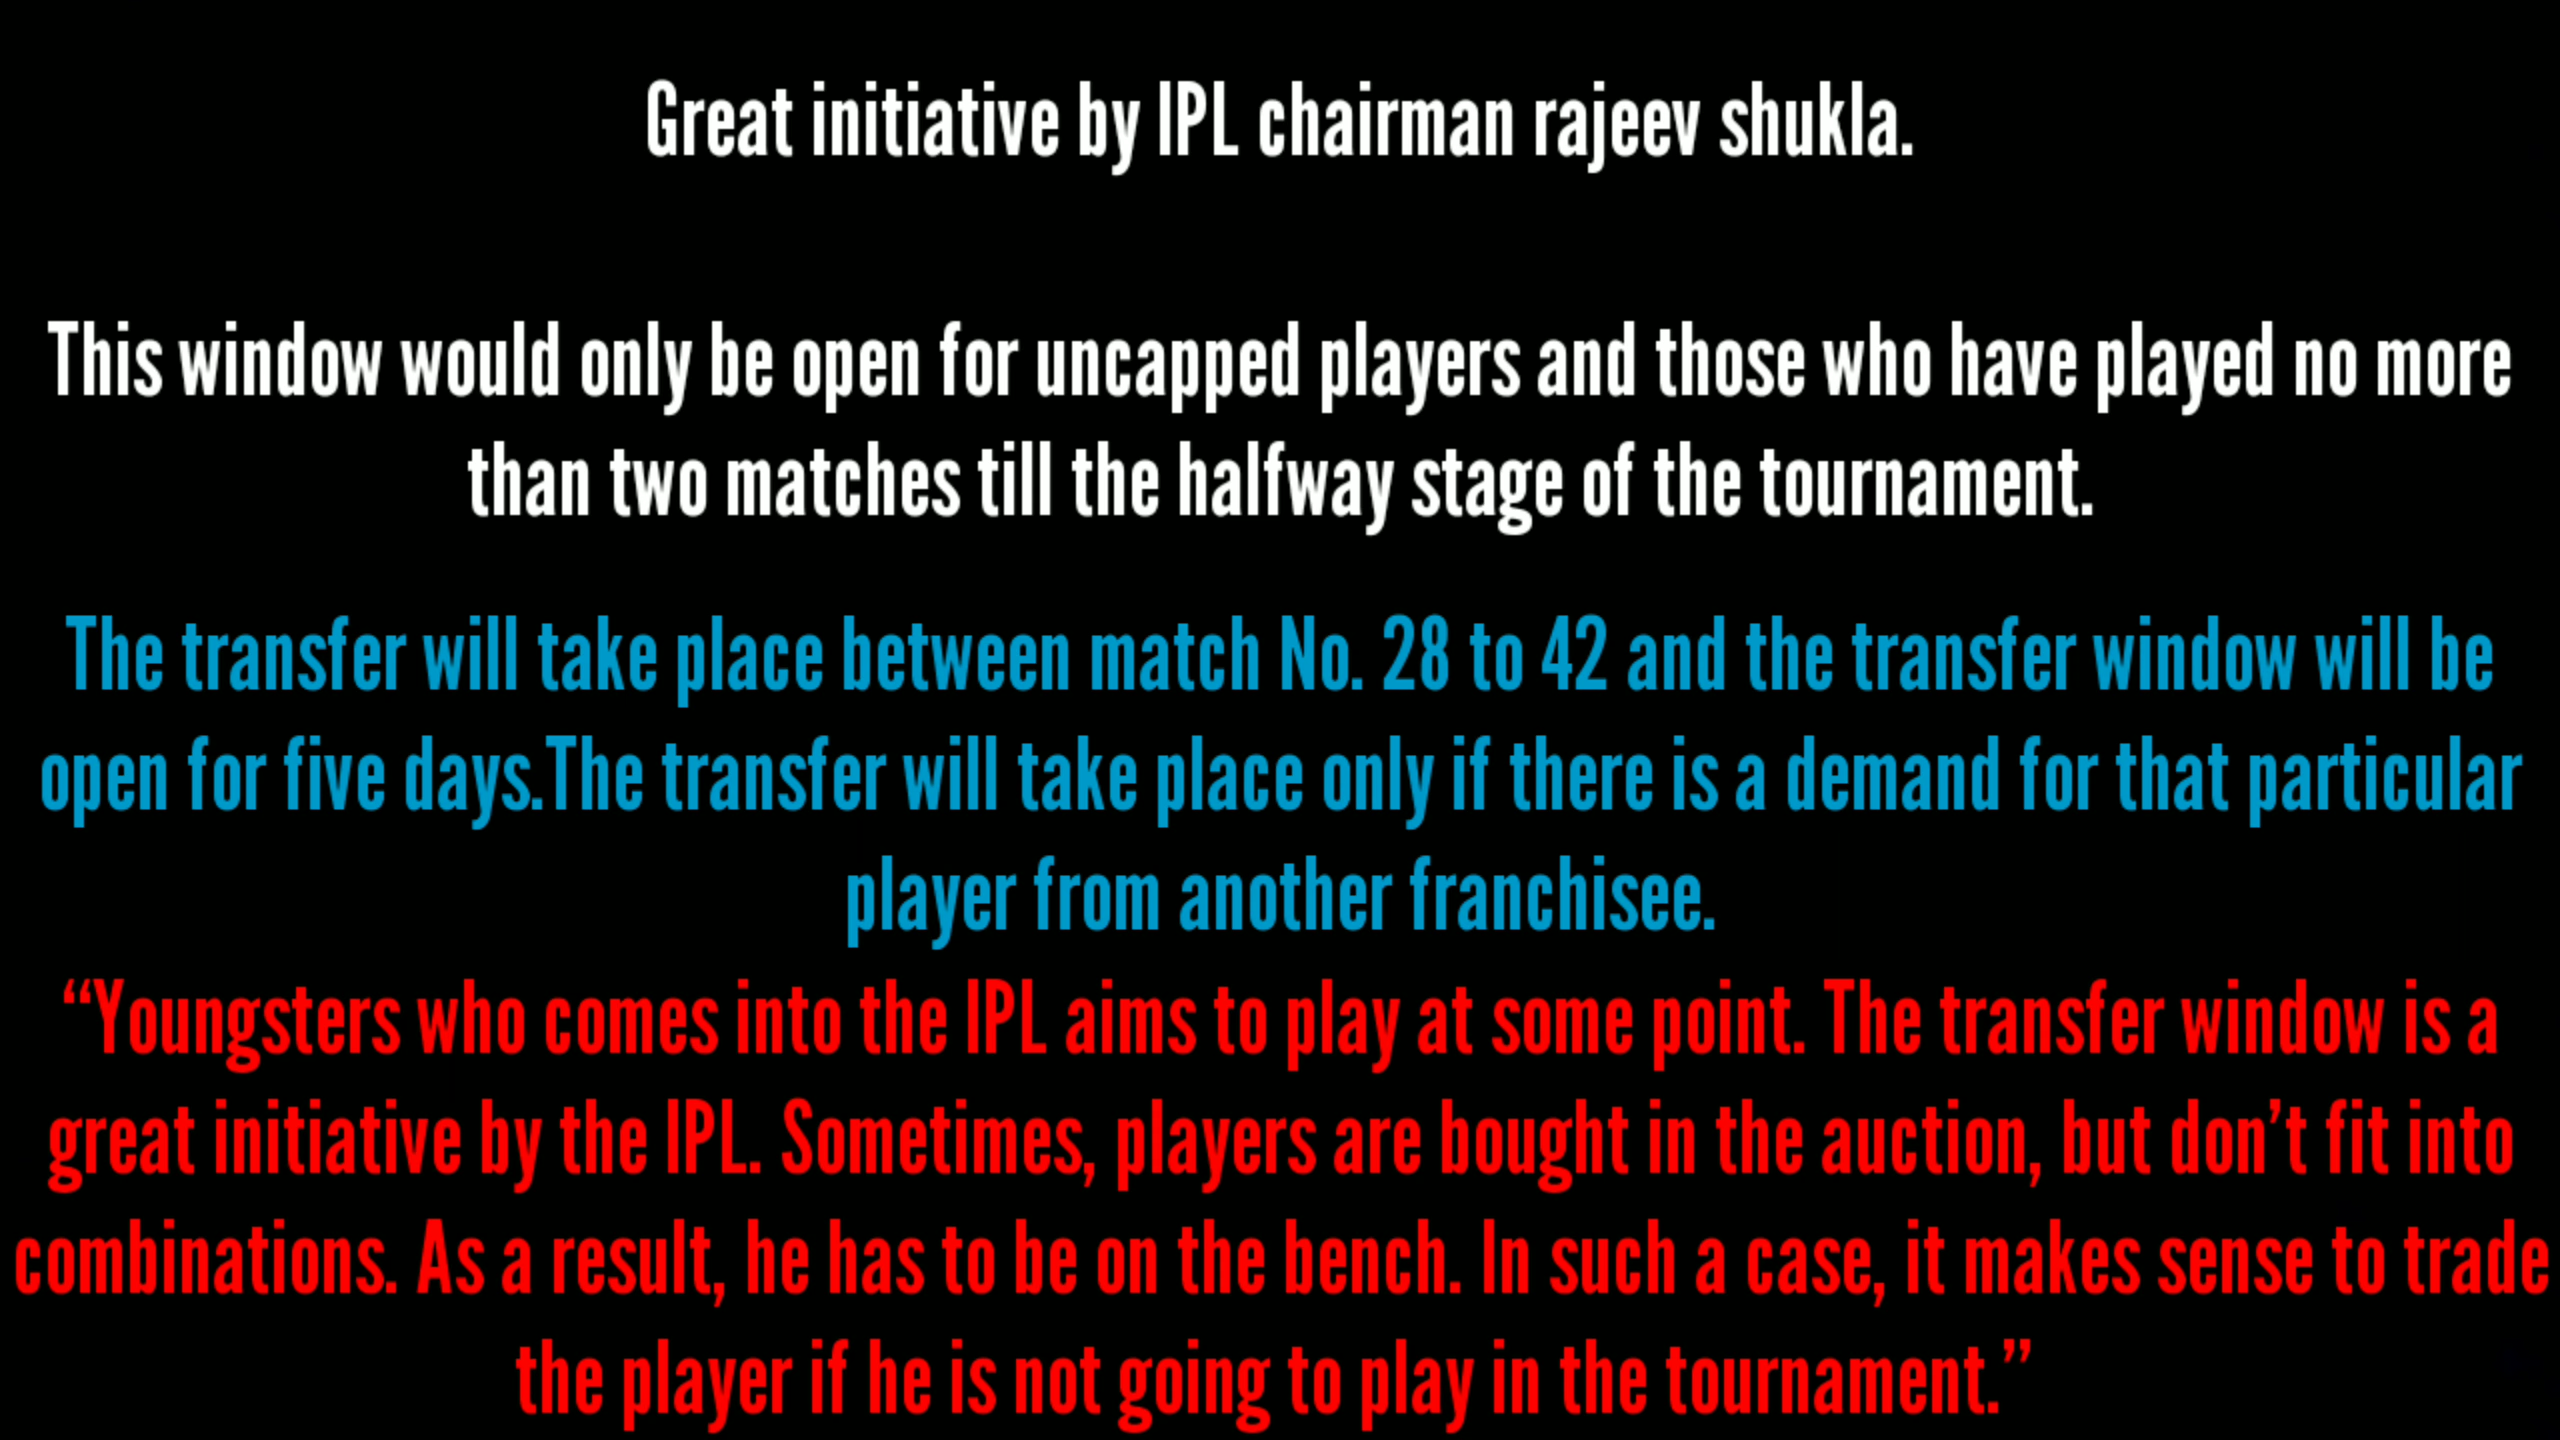 Great initiative by IPL chairman rajeev shukla.
This window would only be open for uncapped players and those who have played no more
than two matches till the halfway stage of the tournament.
The transfer will take place between match No. 28 to 42 and the transfer window will be
open for five days.The transfer will take place only if there is a demand for that particular
player from another franchisee.
“Youngsters who comes into the IPL aims to play at some point. The transfer window is a
great initiative by the IPL. Sometimes, players are bought in the auction, but don’t fit into
combinations. As a result, he has to be on the bench. In such a case, it makes sense to trade
the player if he is not going to play in the tournament.”